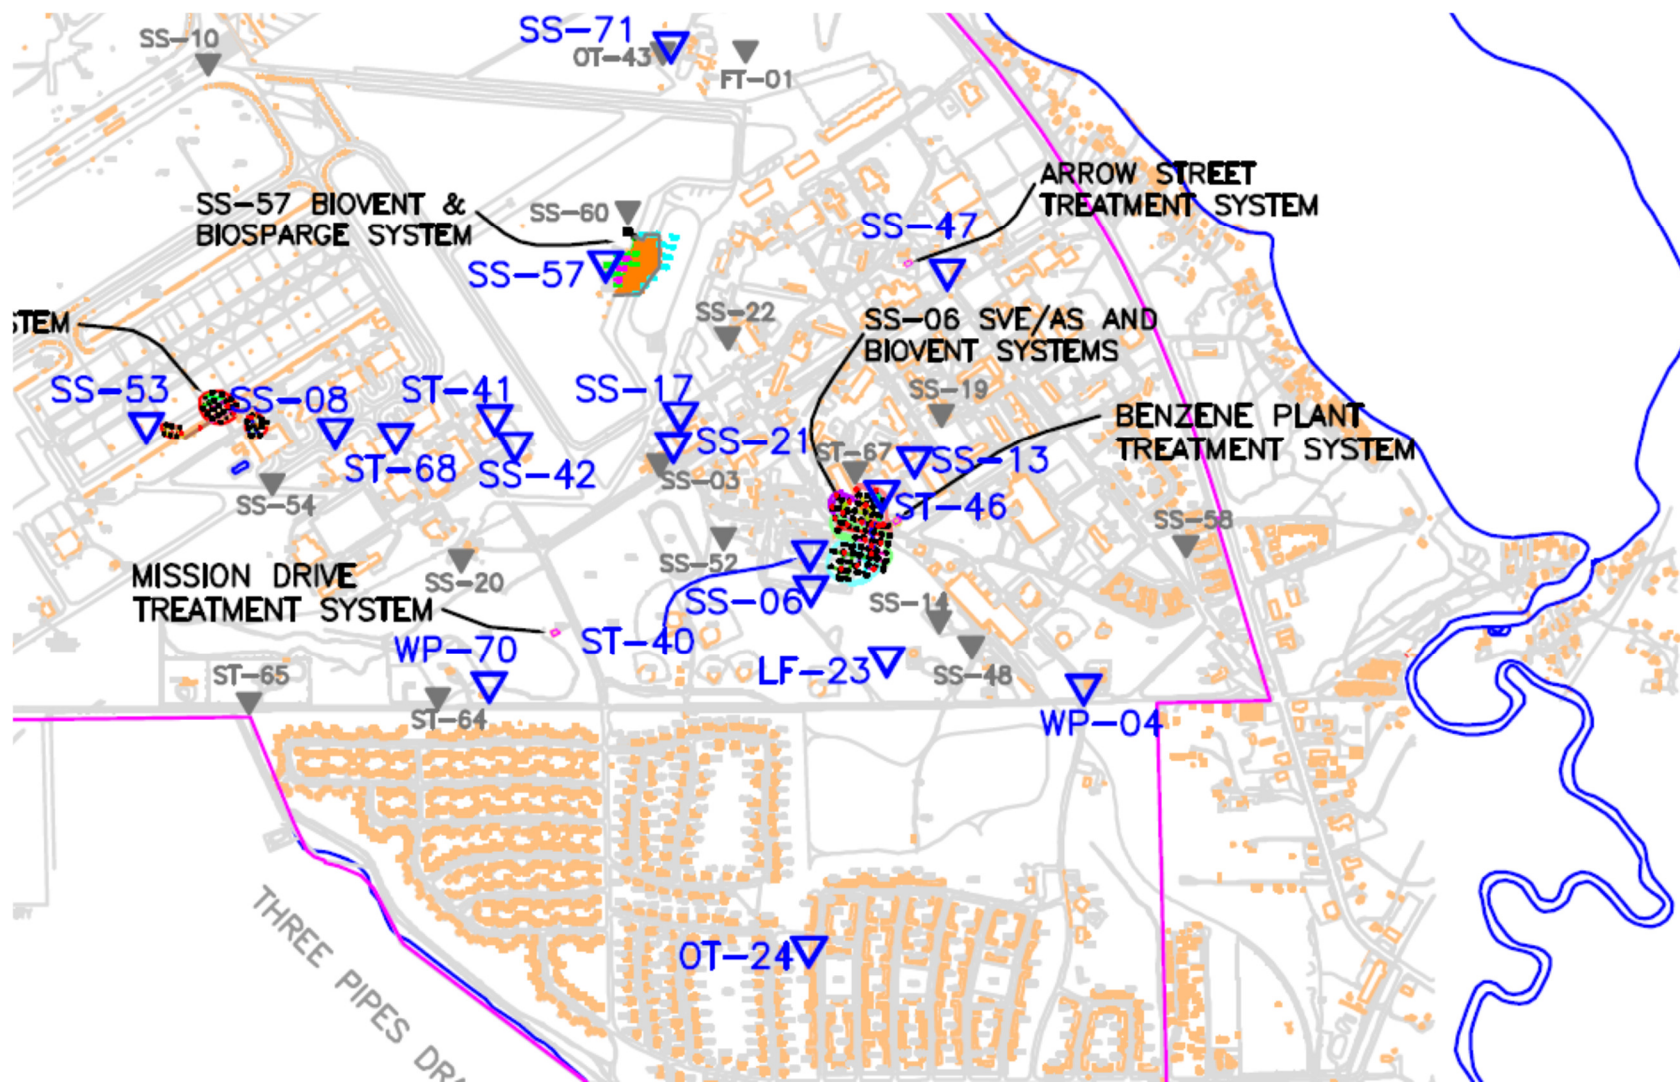 SS-10
SS-71
OT-43
FT-01
ARROW STREET
TREATMENT SYSTEM
SS-57 BIOVENT &
BIOSPARGE SYSTEM
SS-60
SS-47
SS-57
SS-22
STEM
SS-06 SVE/AS AND
BIOVENT SYSTEMS
SS-53
SS-08
ST-41
SS-17
SS-19
BENZENE PLANT
TREATMENT SYSTEM
ST-68
SS-42
SS-21
SS-03
ST-67
SS-13
SS-54
ST-46
SS-58
SS-20
SS-52
MISSION DRIVE
TREATMENT SYSTEM
SS-06
SS-14
ST-40
WP-70
LF-23
SS-48
ST-65
ST-64
WP-04
OT-24
THREE PIPES DRA